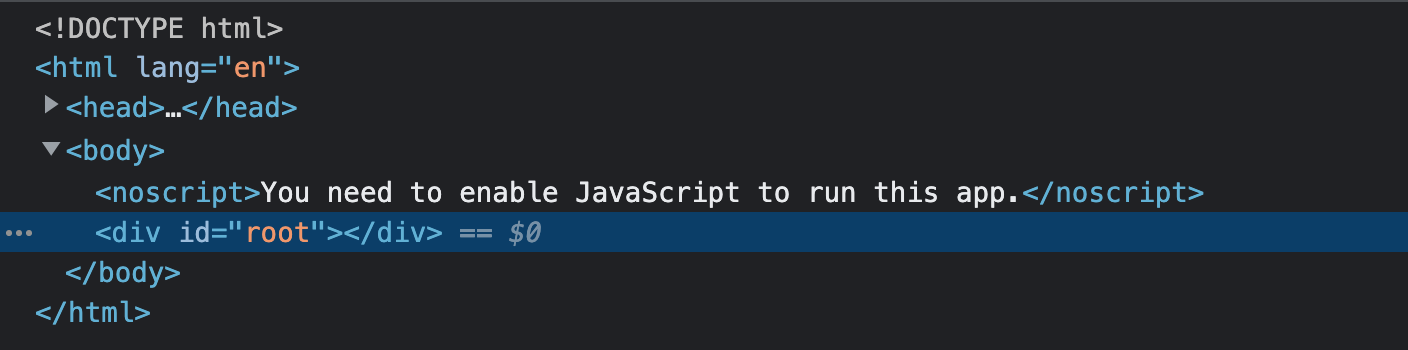 <!DOCTYPE html>
<html lang="en">
<head>…</head>
<body>
<noscript>You need to enable JavaScript to run this app.</noscript>
<div id="root"></div> == $0
</body>
</html>